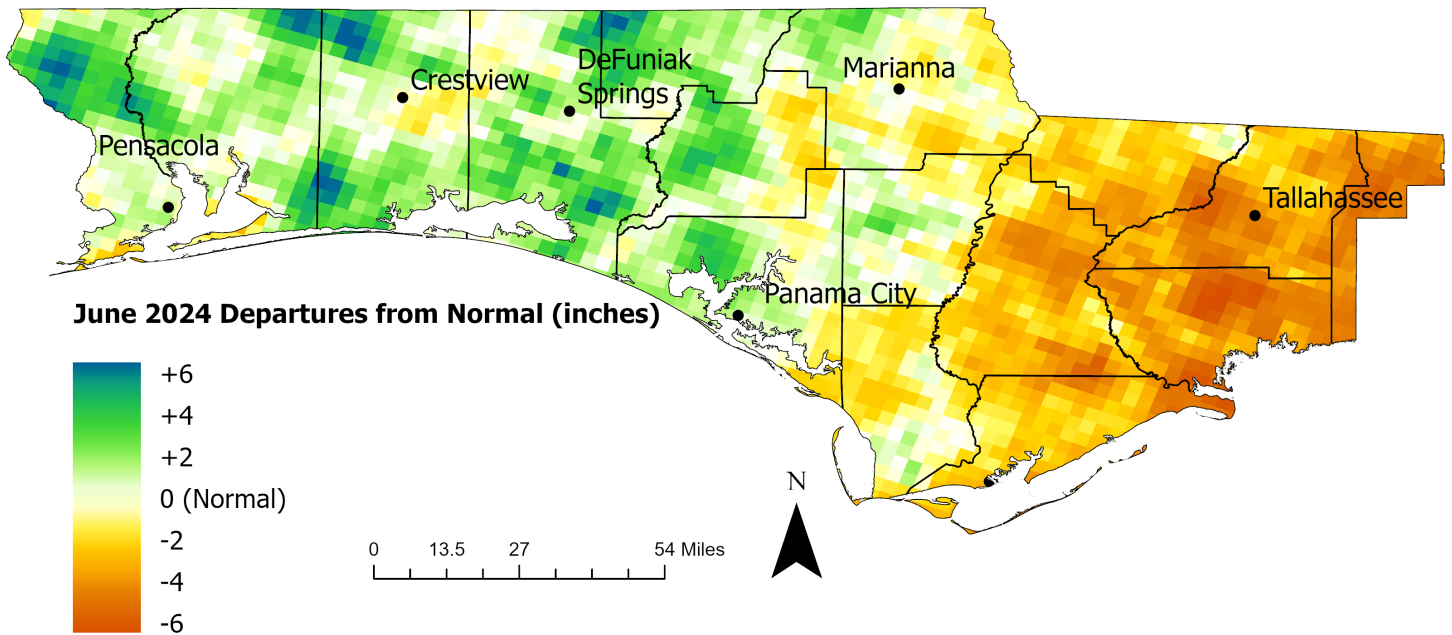 DeFuniak
Springs
Crestview
Marianna
Pensacola
Tallahassee
Panama City
June 2024 Departures from Normal (inches)
+6
+4
+2
0 (Normal)
-2
-4
-6
0 13.5 27 54 Miles
N